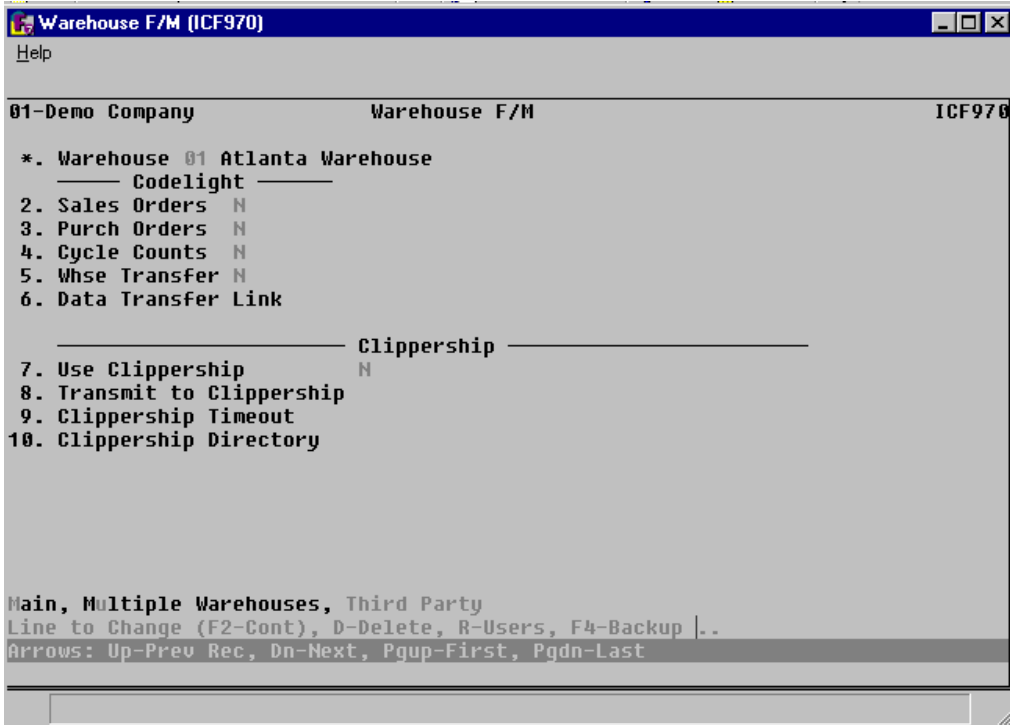 Warehouse F/M (ICF970)
Help
01-Demo Company Warehouse F/M ICF970
*. Warehouse 01 Atlanta Warehouse
Codelight
2. Sales Orders N
3. Purch Orders N
4. Cycle Counts N
5. Whse Transfer N
6. Data Transfer Link
Clippership
7. Use Clippership N
8. Transmit to Clippership
9. Clippership Timeout
10. Clippership Directory
Main, Multiple Warehouses, Third Party
Line to Change (F2-Cont), D-Delete, R-Users, F4-Backup ..
Arrows: Up-Prev Rec, Dn-Next, Pgup-First, Pgdn-Last